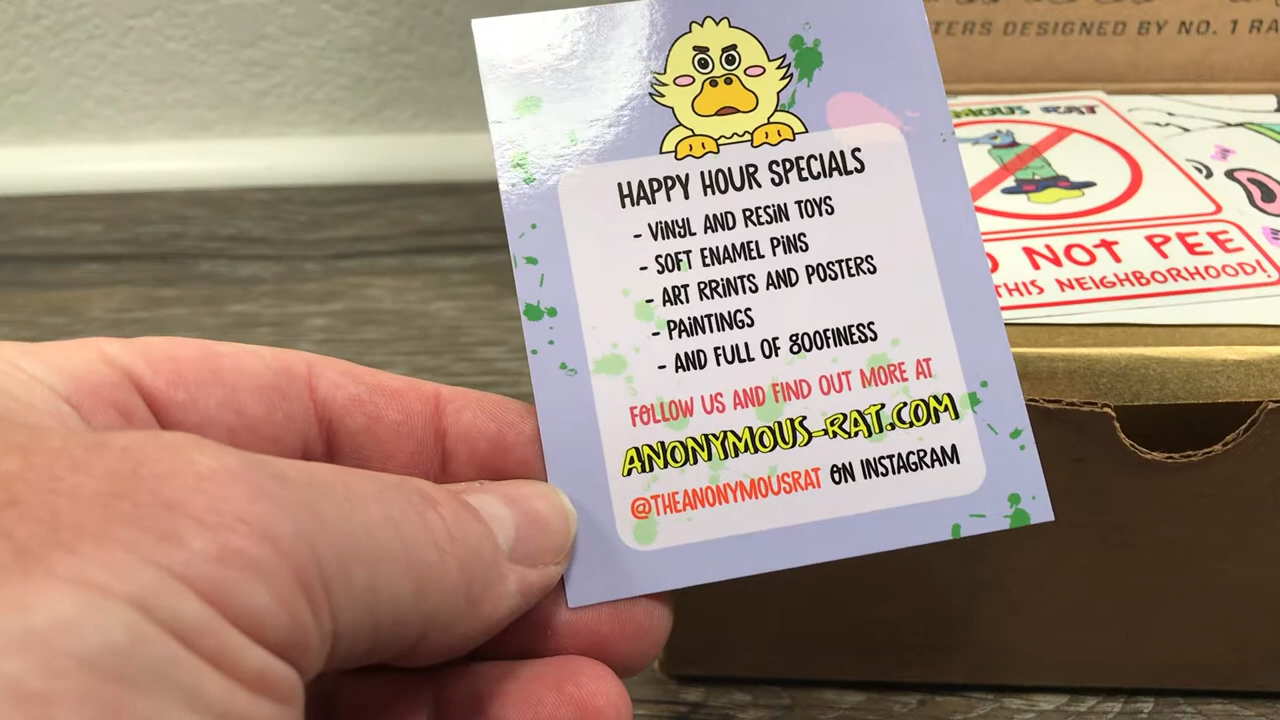 TERS DESIGNED BY NO. 1 RA
HAPPY HOUR SPECIALS
- VINYL AND RESIN TOYS
- SOFT ENAMEL PINS
- ART RRINTS AND POSTERS
- PAINTINGS
- AND FULL OF GOOFINESS
FOLLOW US AND FIND OUT MORE AT
ANONYMOUS-RAT.COM
@THEANONYMOUSRAT ON INSTAGRAM
MOUS RAT
NOT PEE
THIS NEIGHBORHOOD!